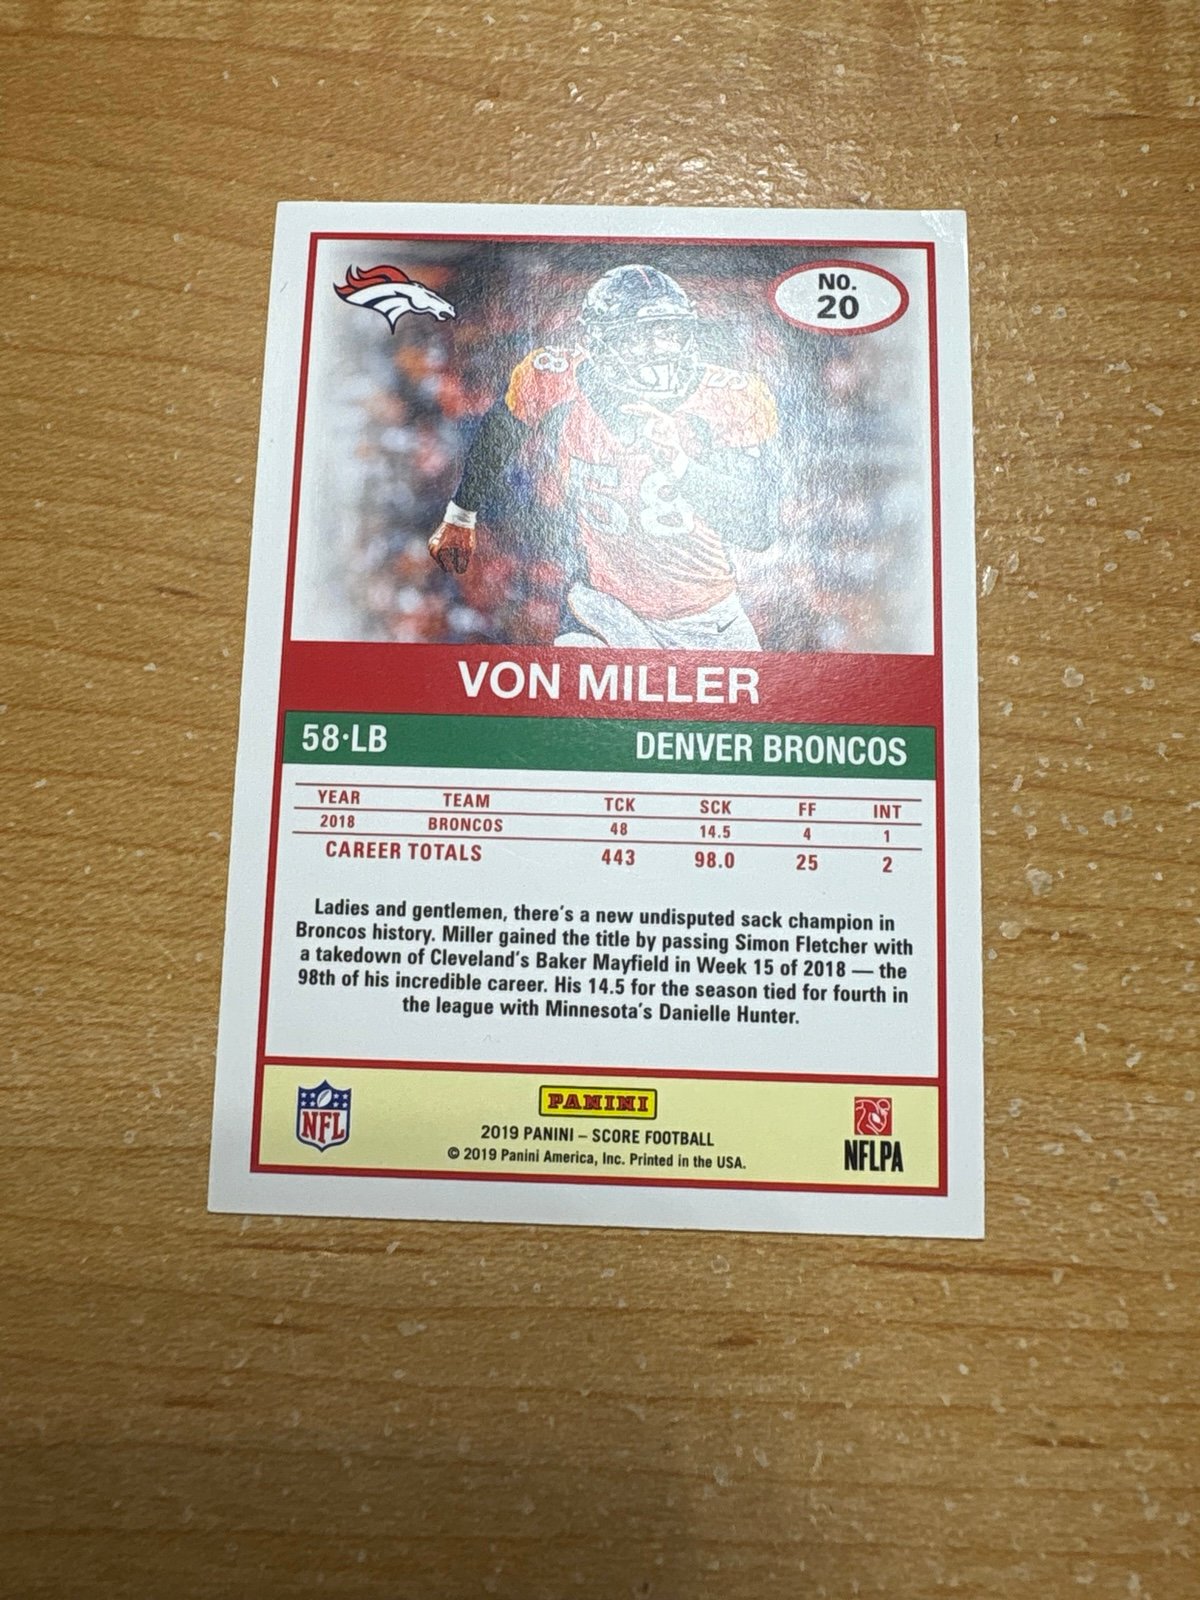 NO.
20
58
VON MILLER
58·LB DENVER BRONCOS
YEAR TEAM TCK SCK FF INT
2018 BRONCOS 48 14.5 4 1
CAREER TOTALS 443 98.0 25 2
Ladies and gentlemen, there's a new undisputed sack champion in
Broncos history. Miller gained the title by passing Simon Fletcher with
a takedown of Cleveland's Baker Mayfield in Week 15 of 2018 — the
98th of his incredible career. His 14.5 for the season tied for fourth in
the league with Minnesota's Danielle Hunter.
NFL
PANINI
2019 PANINI – SCORE FOOTBALL
© 2019 Panini America, Inc. Printed in the USA.
NFLPA